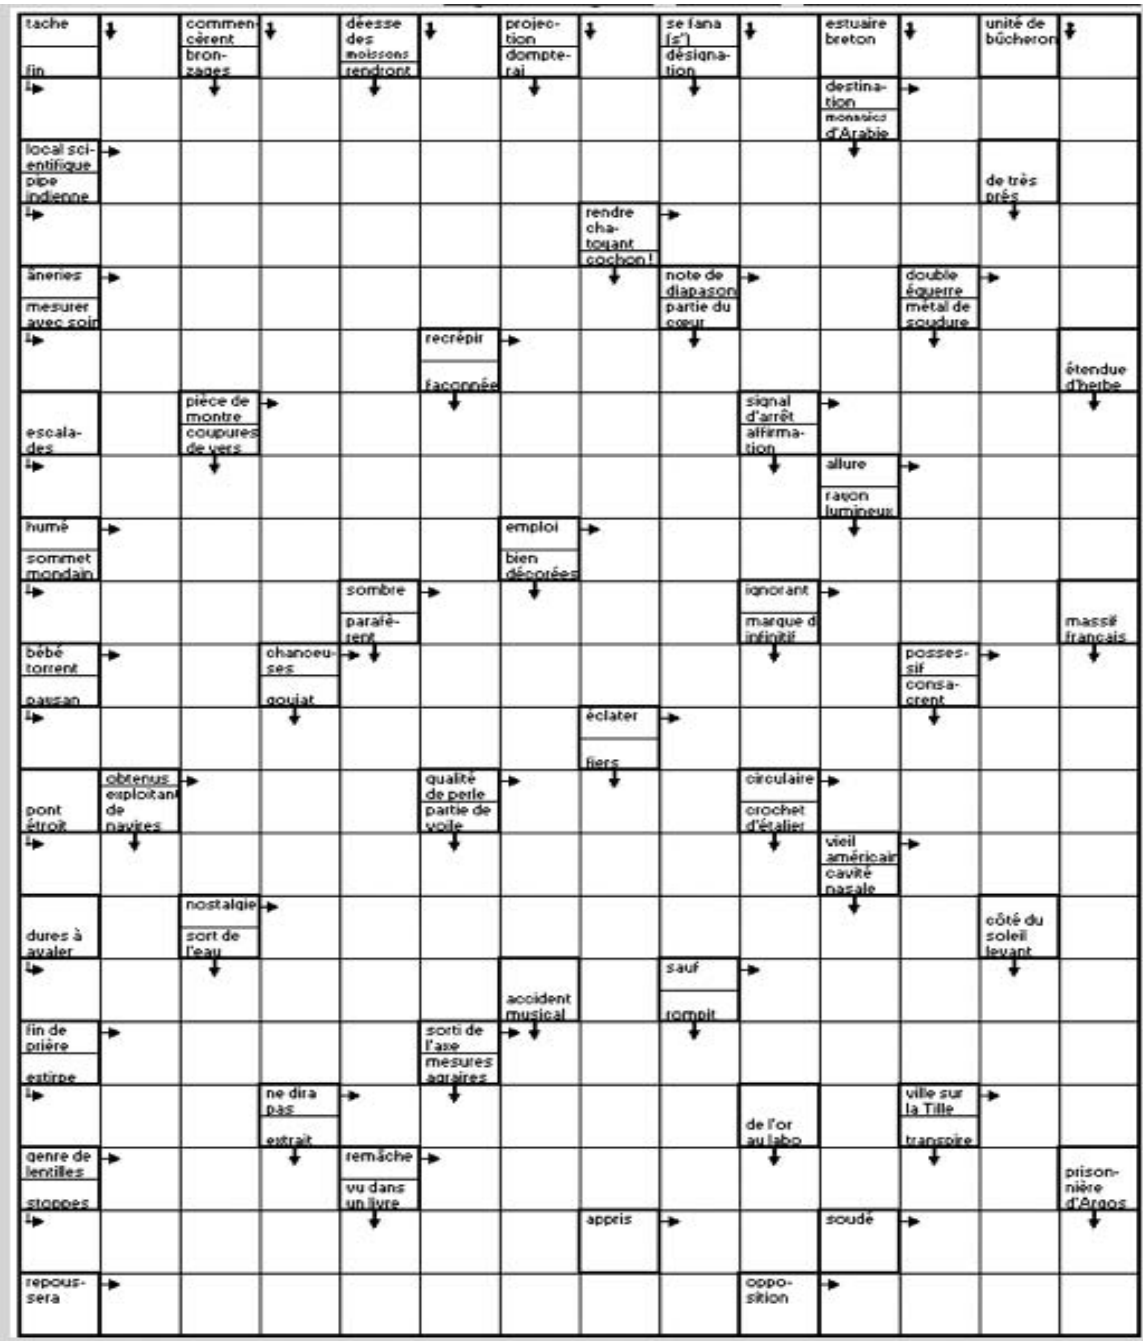 tache
fin
commen-
cèrent
bron-
zages
déesse
des
moissons
rendront
projec-
tion
dompte-
rai
se fana
(s')
désigna-
tion
estuaire
breton
unité de
bûcheron
destina-
tion
monnaies
d'Arabie
local sci-
entifique
pipe
indienne
de très
près
rendre
cha-
toyant
cochon !
âneries
mesurer
avec soin
note de
diapason
partie du
cœur
double
équerre
métal de
soudure
recrépir
façonnée
étendue
d'herbe
escala-
des
pièce de
montre
coupures
de vers
signal
d'arrêt
affirma-
tion
allure
rayon
lumineux
humé
sommet
mondain
emploi
bien
décorées
sombre
parafè-
rent
ignorant
marque d
infinitif
massif
français
bébé
torrent
paysan
chanceu-
ses
goujat
posses-
sif
consa-
crent
éclater
fiers
pont
étroit
obtenus
exploitant
de
navires
qualité
de perle
partie de
voile
circulaire
crochet
d'étalier
vieil
américain
cavité
nasale
dures à
avaler
nostalgie
sort de
l'eau
côté du
soleil
levant
accident
musical
sauf
rompit
fin de
prière
estirpe
sorti de
l'axe
mesures
agraires
ne dira
pas
extrait
de l'or
au labo
ville sur
la Tille
transpire
genre de
lentilles
stoppes
remâche
vu dans
un livre
prison-
nière
d'Argos
appris
soudé
repous-
sera
oppo-
sition